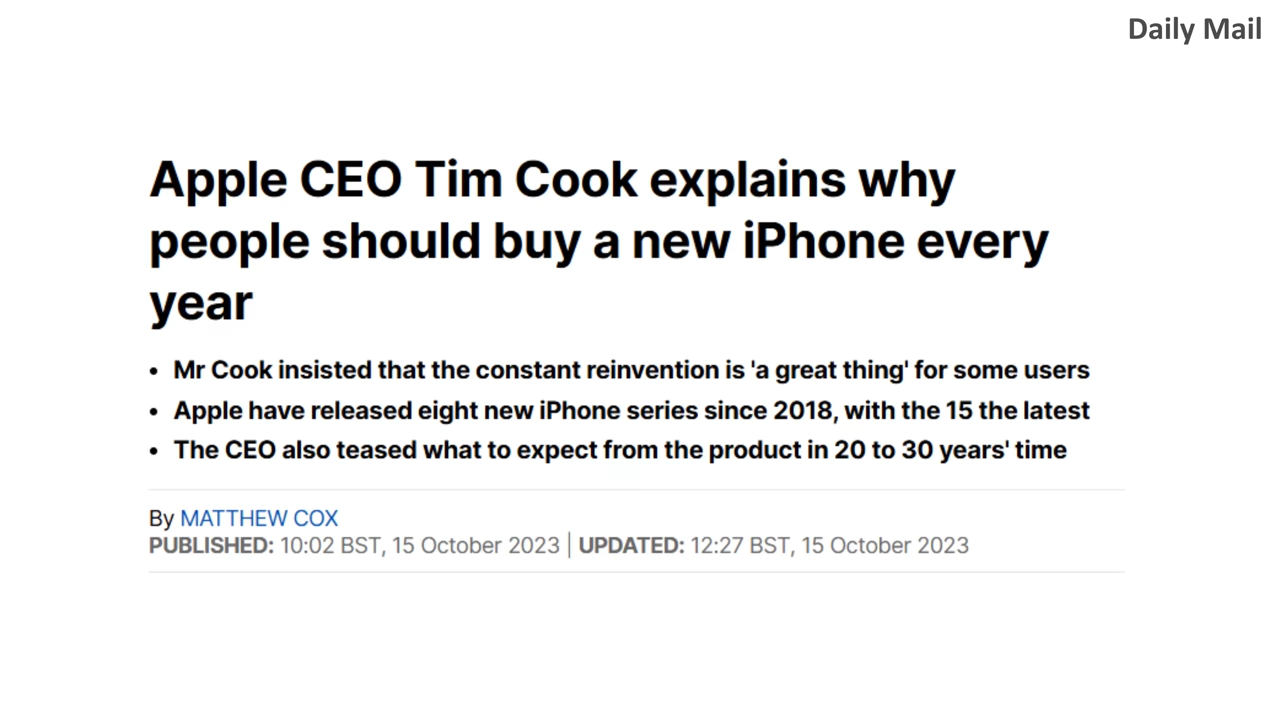 Daily Mail
Apple CEO Tim Cook explains why
people should buy a new iPhone every
year
• Mr Cook insisted that the constant reinvention is 'a great thing' for some users
• Apple have released eight new iPhone series since 2018, with the 15 the latest
• The CEO also teased what to expect from the product in 20 to 30 years' time
By MATTHEW COX
PUBLISHED: 10:02 BST, 15 October 2023 | UPDATED: 12:27 BST, 15 October 2023